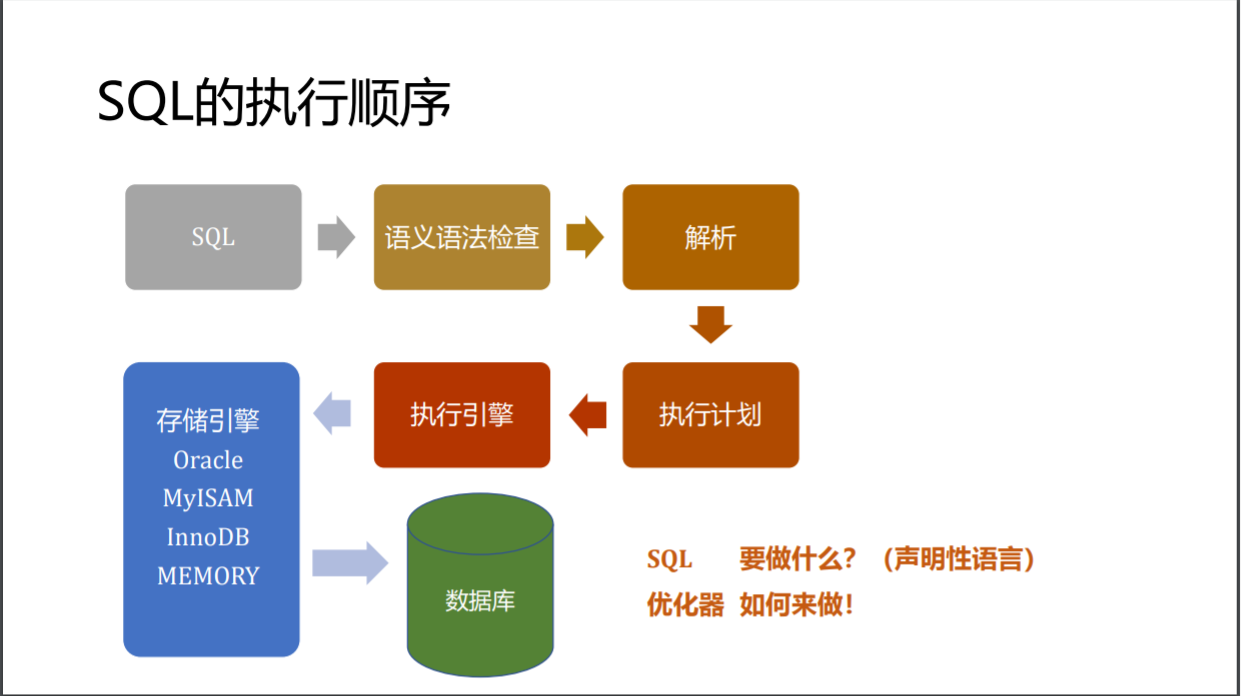 SQL的执行顺序
SQL
语义语法检查
解析
执行计划
执行引擎
存储引擎
Oracle
MyISAM
InnoDB
MEMORY
数据库
SQL 要做什么？（声明性语言）
优化器 如何来做！